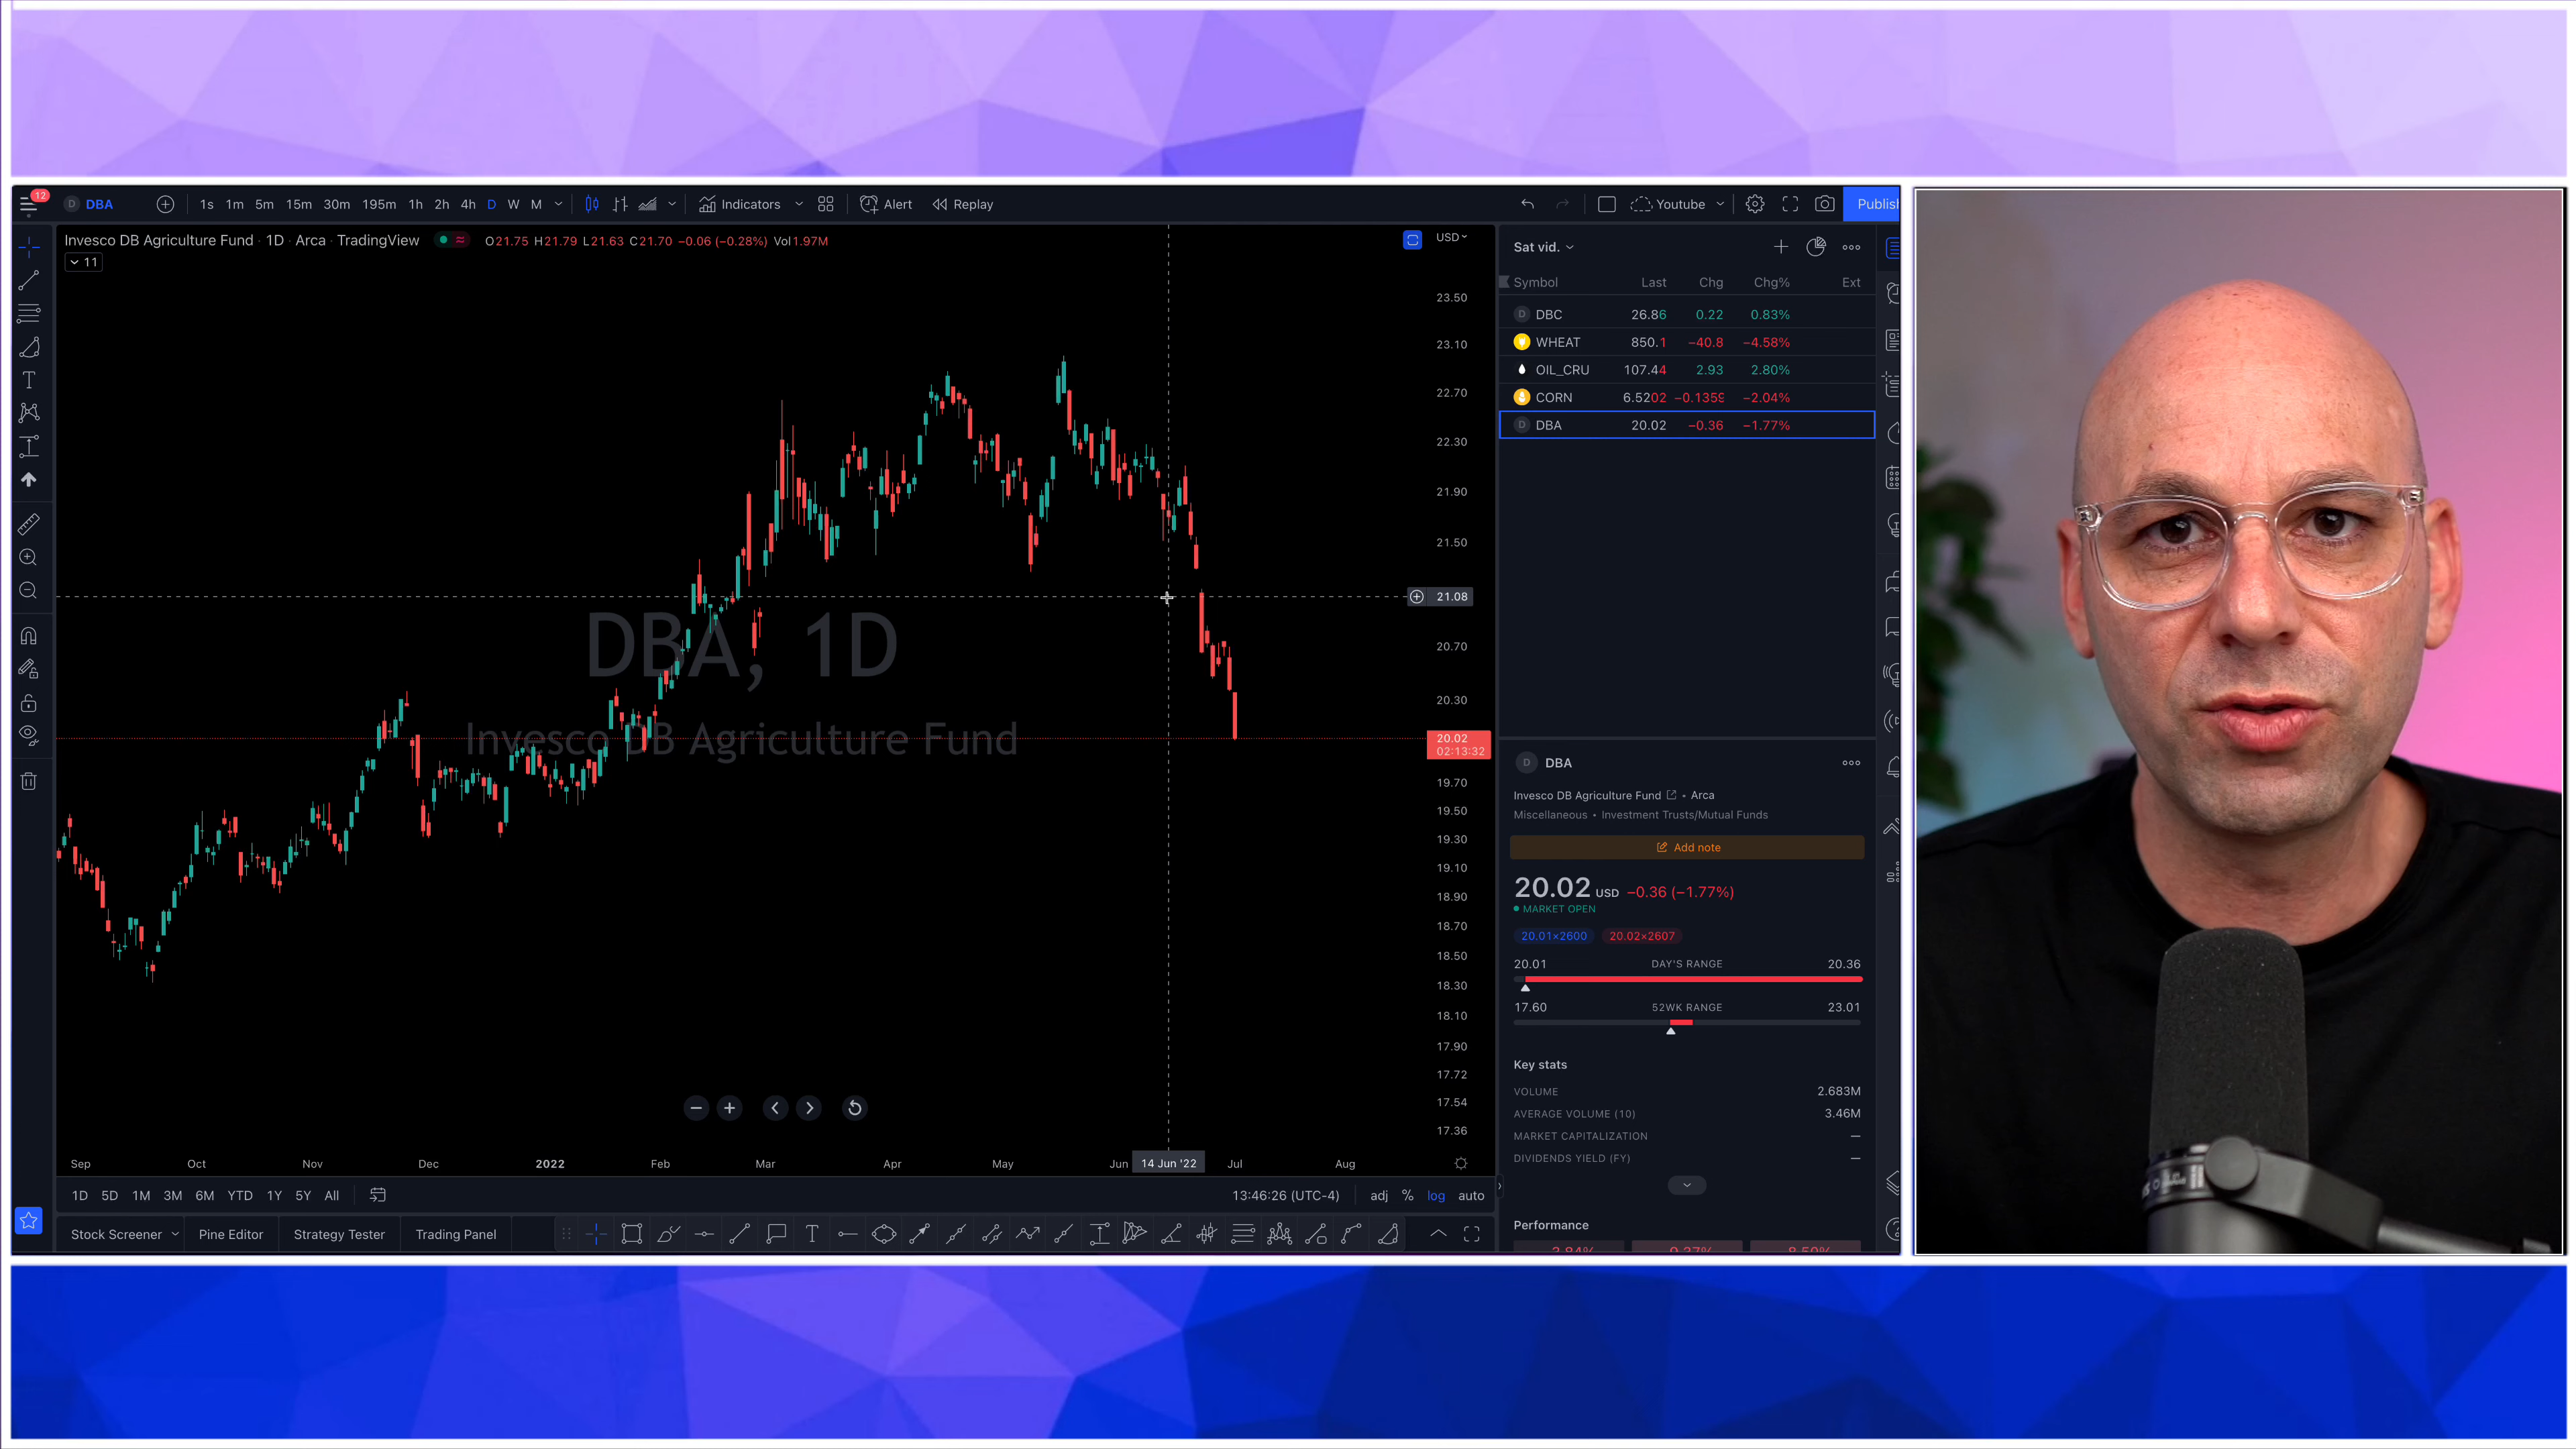 12
D DBA 1s 1m 5m 15m 30m 195m 1h 2h 4h D W M Indicators Alert Replay Youtube Publish
Invesco DB Agriculture Fund · 1D · Arca · TradingView O21.75 H21.79 L21.63 C21.70 −0.06 (−0.28%) Vol1.97M
11
USD
23.50
23.10
22.70
22.30
21.90
21.50
21.08
20.70
20.30
20.02
02:13:32
19.70
19.50
19.30
19.10
18.90
18.70
18.50
18.30
18.10
17.90
17.72
17.54
17.36
DBA, 1D
Invesco DB Agriculture Fund
Sep Oct Nov Dec 2022 Feb Mar Apr May Jun 14 Jun '22 Jul Aug
1D 5D 1M 3M 6M YTD 1Y 5Y All 13:46:26 (UTC-4) adj % log auto
Stock Screener Pine Editor Strategy Tester Trading Panel
Sat vid.
Symbol Last Chg Chg% Ext
D DBC 26.86 0.22 0.83%
WHEAT 850.1 −40.8 −4.58%
OIL_CRU 107.44 2.93 2.80%
CORN 6.5202 −0.1359 −2.04%
D DBA 20.02 −0.36 −1.77%
D DBA
Invesco DB Agriculture Fund • Arca
Miscellaneous • Investment Trusts/Mutual Funds
Add note
20.02 USD −0.36 (−1.77%)
MARKET OPEN
20.01×2600 20.02×2607
20.01 DAY'S RANGE 20.36
17.60 52WK RANGE 23.01
Key stats
VOLUME 2.683M
AVERAGE VOLUME (10) 3.46M
MARKET CAPITALIZATION —
DIVIDENDS YIELD (FY) —
Performance